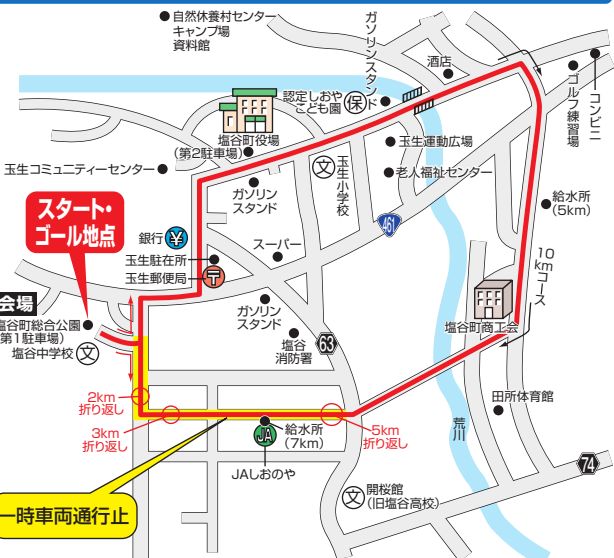 自然休養村センター
キャンプ場
資料館
ガソリンスタンド
酒店
コンビニ
ゴルフ練習場
認定しおや
こども園
保
塩谷町役場
(第2駐車場)
玉生コミュニティーセンター
文
玉生小学校
玉生運動広場
老人福祉センター
ガソリン
スタンド
461
給水所
(5km)
スタート・
ゴール地点
銀行
¥
玉生駐在所
玉生郵便局
〒
スーパー
10kmコース
会場
塩谷町総合公園
(第1駐車場)
塩谷中学校
文
ガソリン
スタンド
塩谷
消防署
63
塩谷町商工会
2km
折り返し
3km
折り返し
給水所
(7km)
JA
JAしおのや
5km
折り返し
荒川
田所体育館
74
一時車両通行止
文
開桜館
(旧塩谷高校)